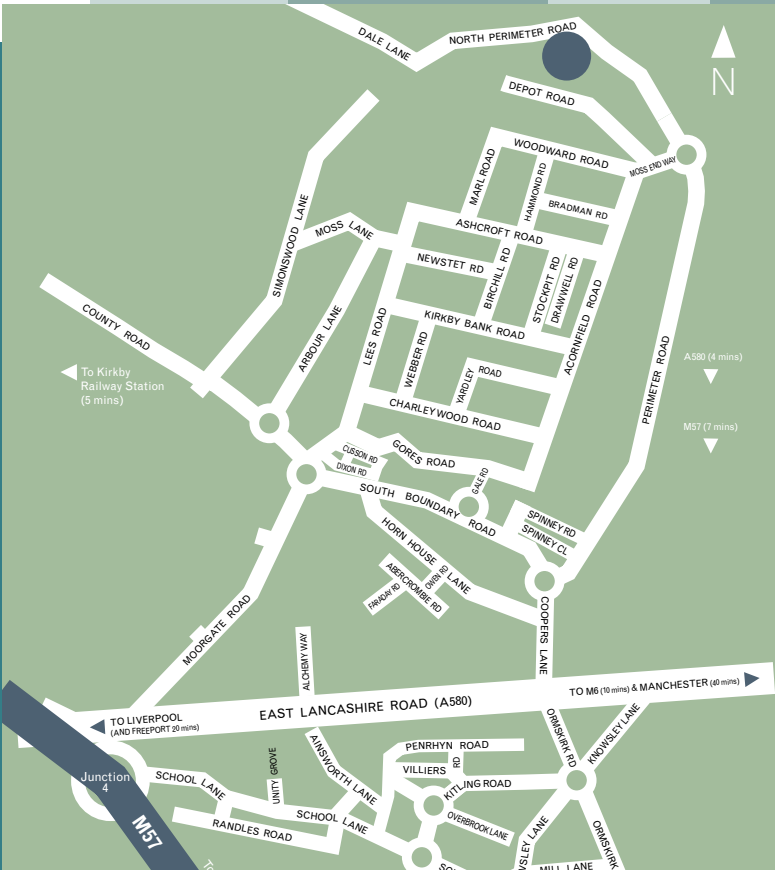 DALE LANE
NORTH PERIMETER ROAD
N
DEPOT ROAD
WOODWARD ROAD
MOSS END WAY
MARL ROAD
HAMMOND RD
BRADMAN RD
SIMONSWOOD LANE
MOSS LANE
ASHCROFT ROAD
NEWSTET RD
BIRCHILL RD
STOCKPIT RD
DRAWWELL RD
COUNTY ROAD
ARBOUR LANE
LEES ROAD
KIRKBY BANK ROAD
ACORNFIELD ROAD
WEBBER RD
YARDLEY ROAD
PERIMETER ROAD
A580 (4 mins)
To Kirkby
Railway Station
(5 mins)
CHARLEYWOOD ROAD
M57 (7 mins)
CUSSON RD
DIXON RD
GORES ROAD
GALE RD
SOUTH BOUNDARY ROAD
SPINNEY RD
SPINNEY CL
HORN HOUSE LANE
ABERCROMBIE RD
OWEN RD
FARADAY RD
COOPERS LANE
MOORGATE ROAD
ALCHEMY WAY
TO LIVERPOOL
(AND FREEPORT 20 mins)
EAST LANCASHIRE ROAD (A580)
TO M6 (10 mins) & MANCHESTER (40 mins)
ORMSKIRK RD
KNOWSLEY LANE
Junction
4
M57
SCHOOL LANE
UNITY GROVE
AINSWORTH LANE
PENRHYN ROAD
VILLIERS RD
KITLING ROAD
RANDLES ROAD
SCHOOL LANE
OVERBROOK LANE
WSLEY LANE
ORMSKIRK
MILL LANE
To
SC